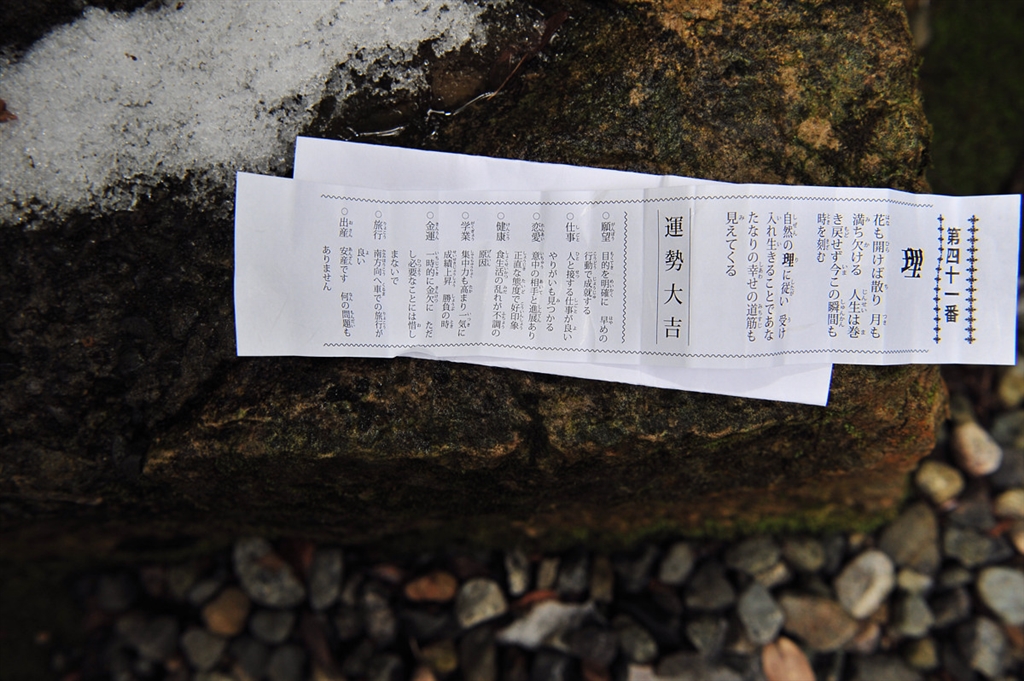 第四十一番
理
花も開けば散り 月も
満ち欠ける 人生は巻
き戻せず今この瞬間も
時を刻む
自然の理に従い 受け
入れ生きることであな
たなりの幸せの道筋も
見えてくる
運勢大吉
○願望 目的を明確に 早めの
行動で成就する
○仕事 人と接する仕事が良い
やりがいも見つかる
○恋愛 意中の相手と進展あり
正直な態度で好印象
○健康 食生活の乱れが不調の
原因
○学業 集中力も高まり一気に
成績上昇、勝負の時
○金運 一時的に金欠に ただ
し必要なことには惜し
まないで
○旅行 南方向、車での旅行が
良い
○出産 安産です 何の問題も
ありません